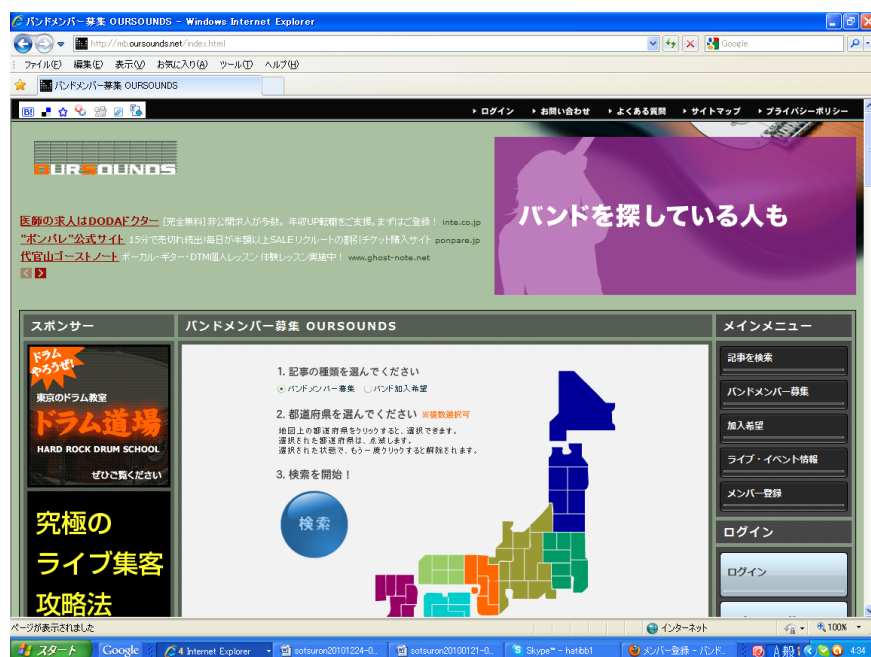 バンドメンバー募集 OURSOUNDS - Windows Internet Explorer
http://mb.oursounds.net/index.html
Google
ファイル(F) 編集(E) 表示(V) お気に入り(A) ツール(T) ヘルプ(H)
バンドメンバー募集 OURSOUNDS
ログイン お問い合わせ よくある質問 サイトマップ プライバシーポリシー
OURSOUNDS
バンドを探している人も
医師の求人はDODAドクター [完全無料]非公開求人が多数。年収UP転職をご支援。まずはご登録! inte.co.jp
"ポンパレ"公式サイト 15分で売切れ続出!毎日が半額以上SALEリクルートの割引チケット購入サイト ponpare.jp
代官山ゴーストノート ボーカル・ギター・DTM個人レッスン 体験レッスン実施中! www.ghost-note.net
スポンサー
ドラム
やろうぜ!
東京のドラム教室
ドラム道場
HARD ROCK DRUM SCHOOL
ぜひご覧ください
究極の
ライブ集客
攻略法
バンドメンバー募集 OURSOUNDS
1. 記事の種類を選んでください
バンドメンバー募集 バンド加入希望
2. 都道府県を選んでください ※複数選択可
地図上の都道府県をクリックすると、選択できます。
選択された都道府県は、点滅します。
選択された状態で、もう一度クリックすると解除されます。
3. 検索を開始!
検索
メインメニュー
記事を検索
バンドメンバー募集
加入希望
ライブ・イベント情報
メンバー登録
ログイン
ログイン
ページが表示されました
インターネット
100%
スタート
Google
4 Internet Explorer
sotsuron20101224-0...
sotsuron20100121-0...
Skype™ - hatibb1
メンバー登録 - バンド...
A 般
4:34